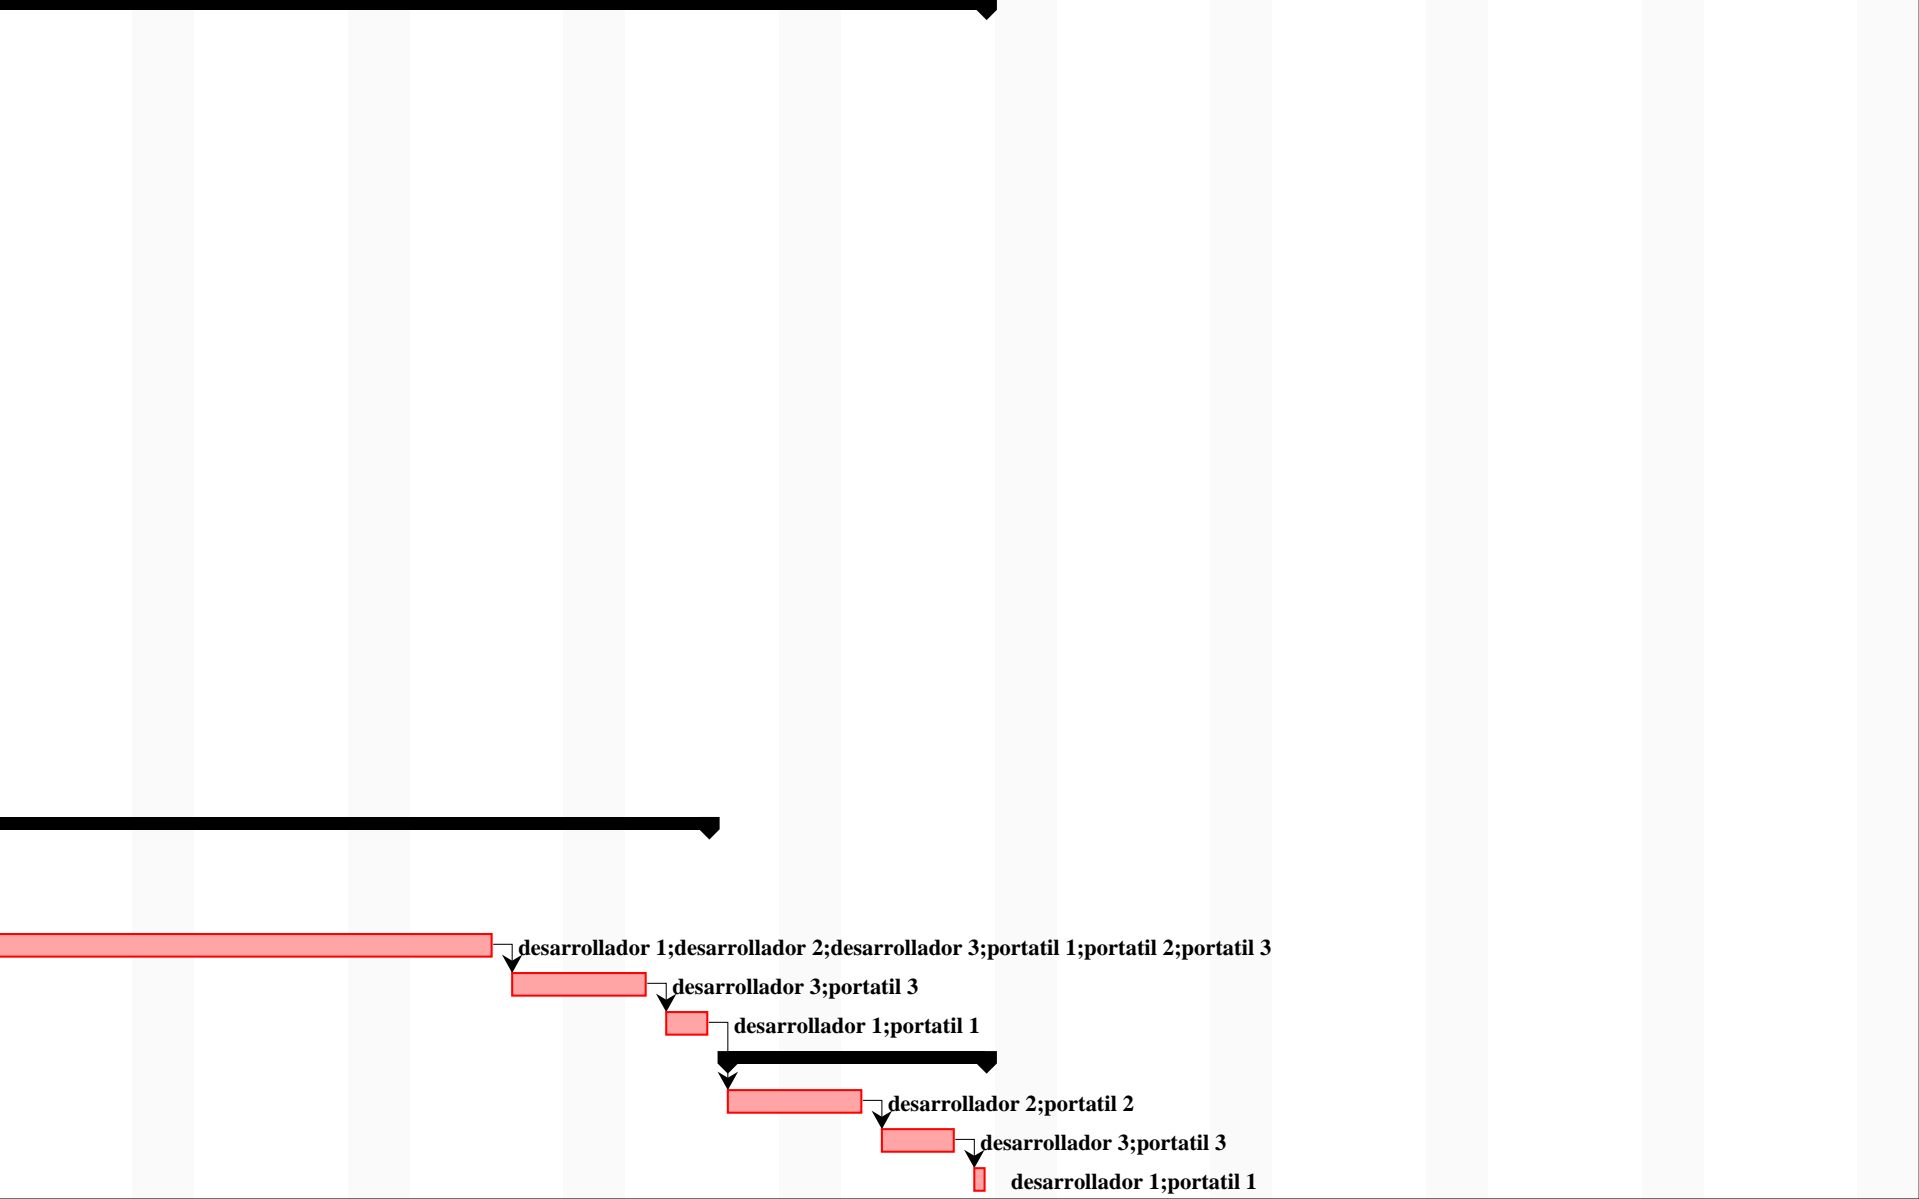 desarrollador 1;desarrollador 2;desarrollador 3;portatil 1;portatil 2;portatil 3
desarrollador 3;portatil 3
desarrollador 1;portatil 1
desarrollador 2;portatil 2
desarrollador 3;portatil 3
desarrollador 1;portatil 1